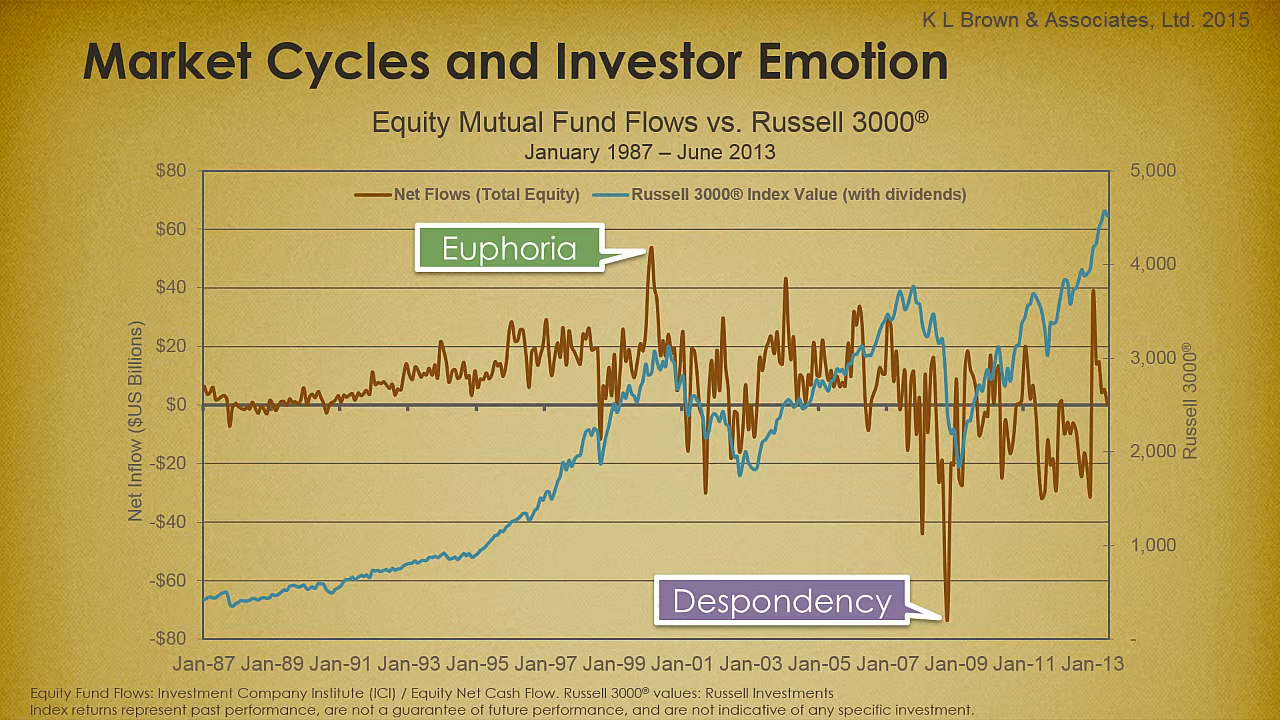 K L Brown & Associates, Ltd. 2015
Market Cycles and Investor Emotion
Equity Mutual Fund Flows vs. Russell 3000®
January 1987 – June 2013
Net Flows (Total Equity) Russell 3000® Index Value (with dividends)
Euphoria
Despondency
Net Inflow ($US Billions)
$80
$60
$40
$20
$0
-$20
-$40
-$60
-$80
5,000
4,000
3,000
2,000
1,000
-
Russell 3000®
Jan-87 Jan-89 Jan-91 Jan-93 Jan-95 Jan-97 Jan-99 Jan-01 Jan-03 Jan-05 Jan-07 Jan-09 Jan-11 Jan-13
Equity Fund Flows: Investment Company Institute (ICI) / Equity Net Cash Flow. Russell 3000® values: Russell Investments
Index returns represent past performance, are not a guarantee of future performance, and are not indicative of any specific investment.